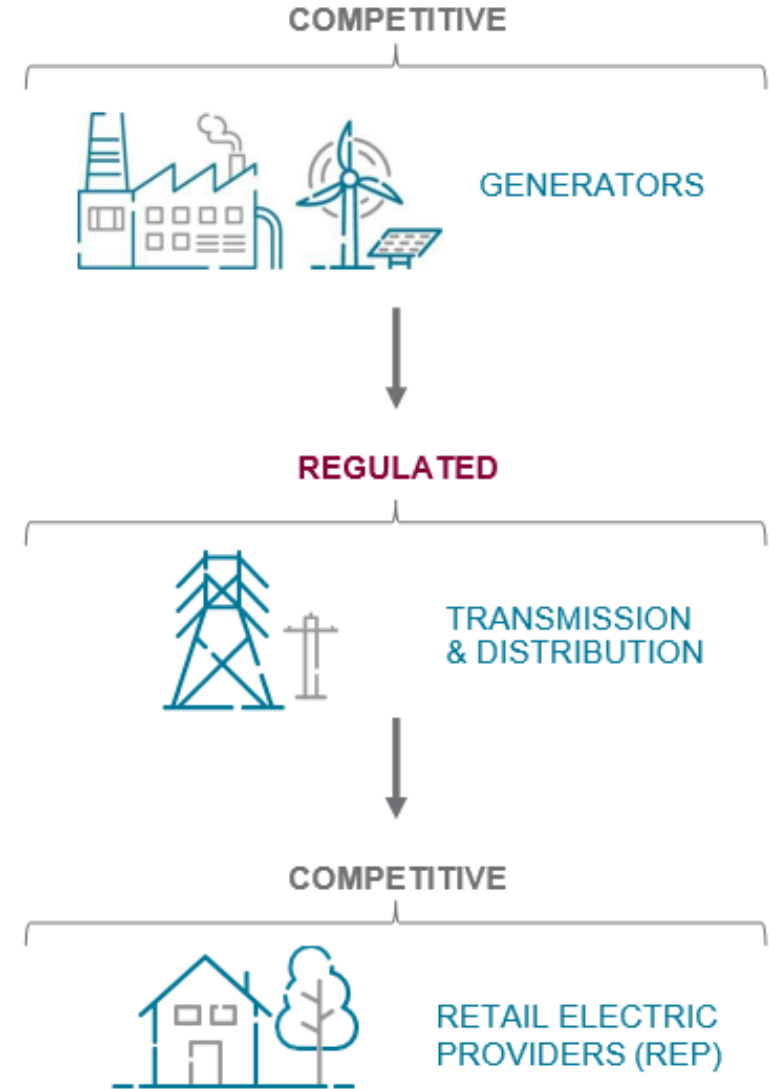 COMPETITIVE
GENERATORS
REGULATED
TRANSMISSION
& DISTRIBUTION
COMPETITIVE
RETAIL ELECTRIC
PROVIDERS (REP)